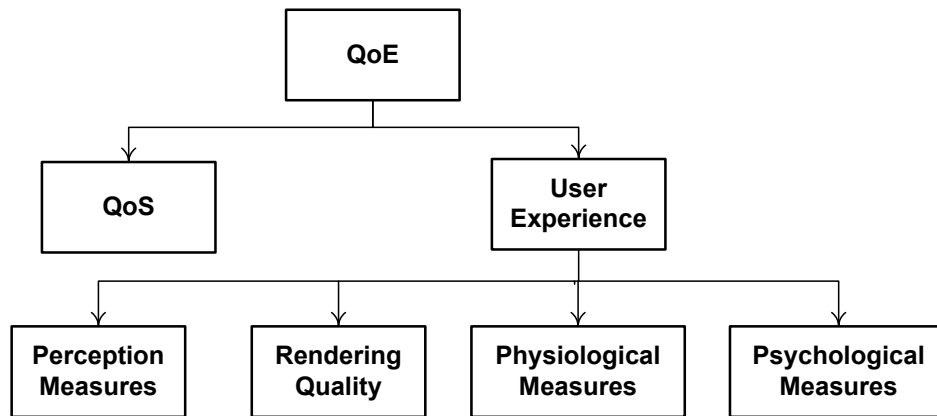 QoE
QoS
User
Experience
Perception
Measures
Rendering
Quality
Physiological
Measures
Psychological
Measures